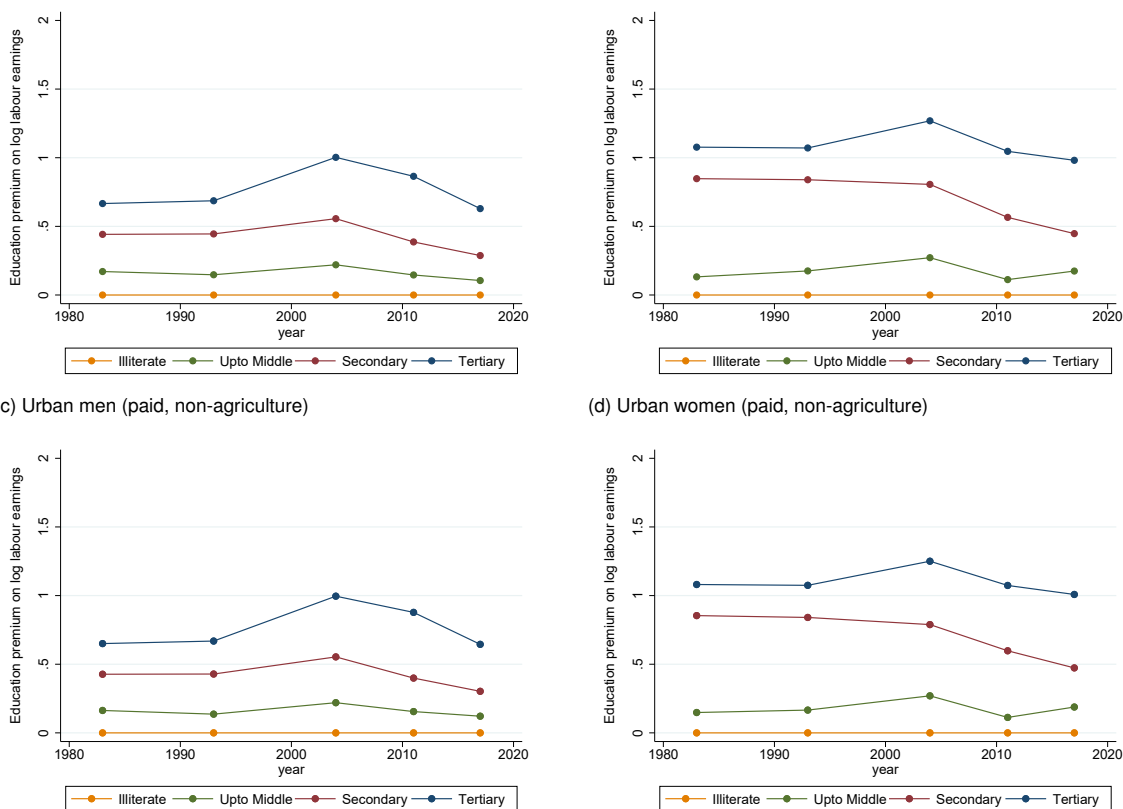 2
2
1.5
1.5
Education premium on log labour earnings
Education premium on log labour earnings
1
1
.5
.5
0
0
1980 1990 2000 2010 2020
1980 1990 2000 2010 2020
year
year
Illiterate Upto Middle Secondary Tertiary
Illiterate Upto Middle Secondary Tertiary
c) Urban men (paid, non-agriculture)
(d) Urban women (paid, non-agriculture)
2
2
1.5
1.5
Education premium on log labour earnings
Education premium on log labour earnings
1
1
.5
.5
0
0
1980 1990 2000 2010 2020
1980 1990 2000 2010 2020
year
year
Illiterate Upto Middle Secondary Tertiary
Illiterate Upto Middle Secondary Tertiary